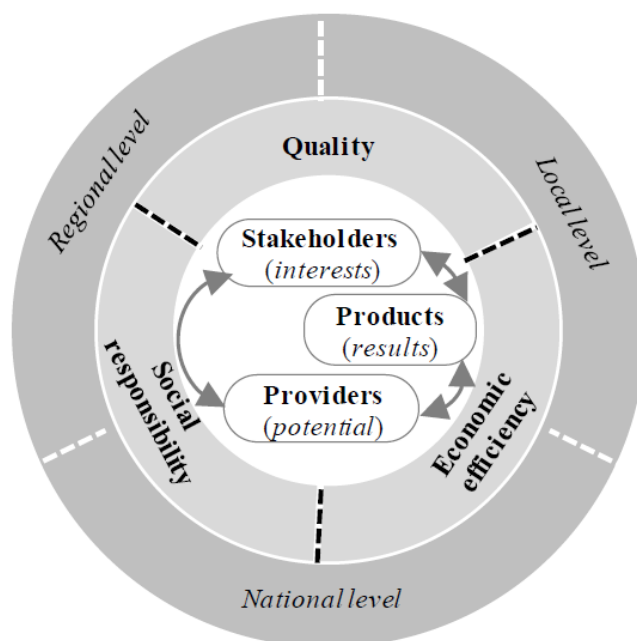 Regional level
Local level
Quality
Stakeholders
(interests)
Products
(results)
Providers
(potential)
Social
responsibility
Economic
efficiency
National level